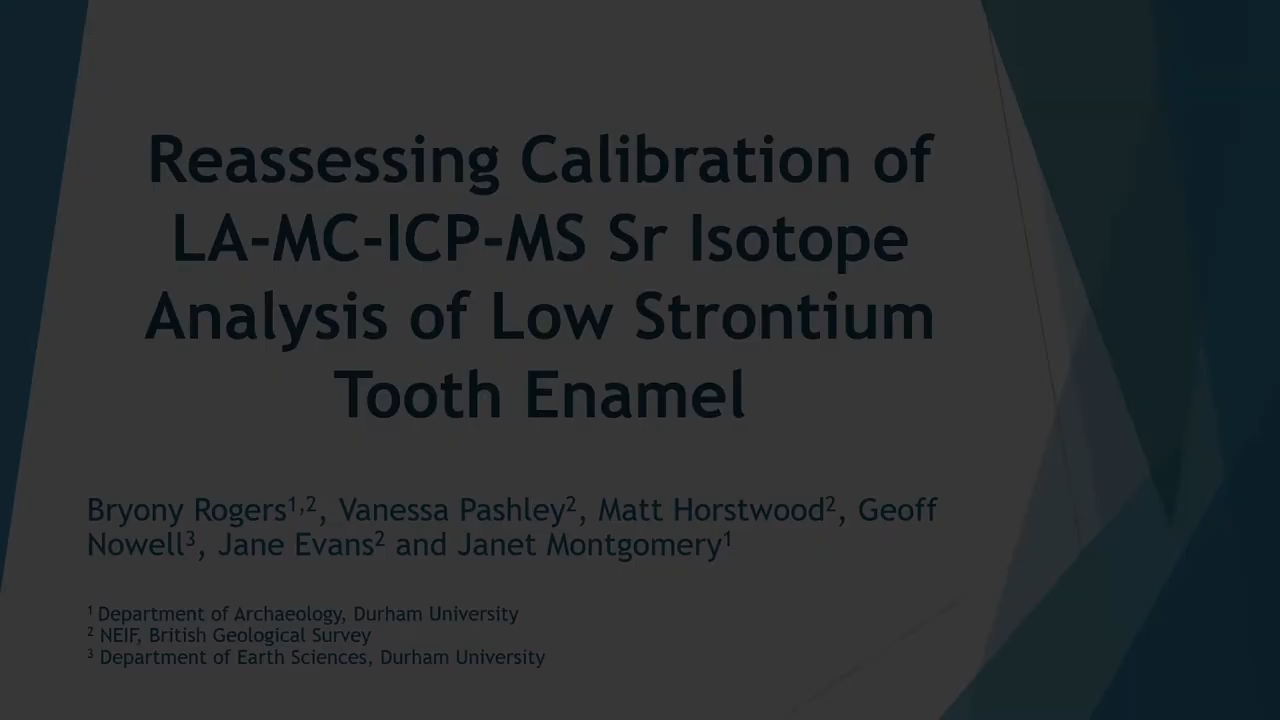 Reassessing Calibration of
LA-MC-ICP-MS Sr Isotope
Analysis of Low Strontium
Tooth Enamel
Bryony Rogers¹,², Vanessa Pashley², Matt Horstwood², Geoff
Nowell³, Jane Evans² and Janet Montgomery¹
¹ Department of Archaeology, Durham University
² NEIF, British Geological Survey
³ Department of Earth Sciences, Durham University